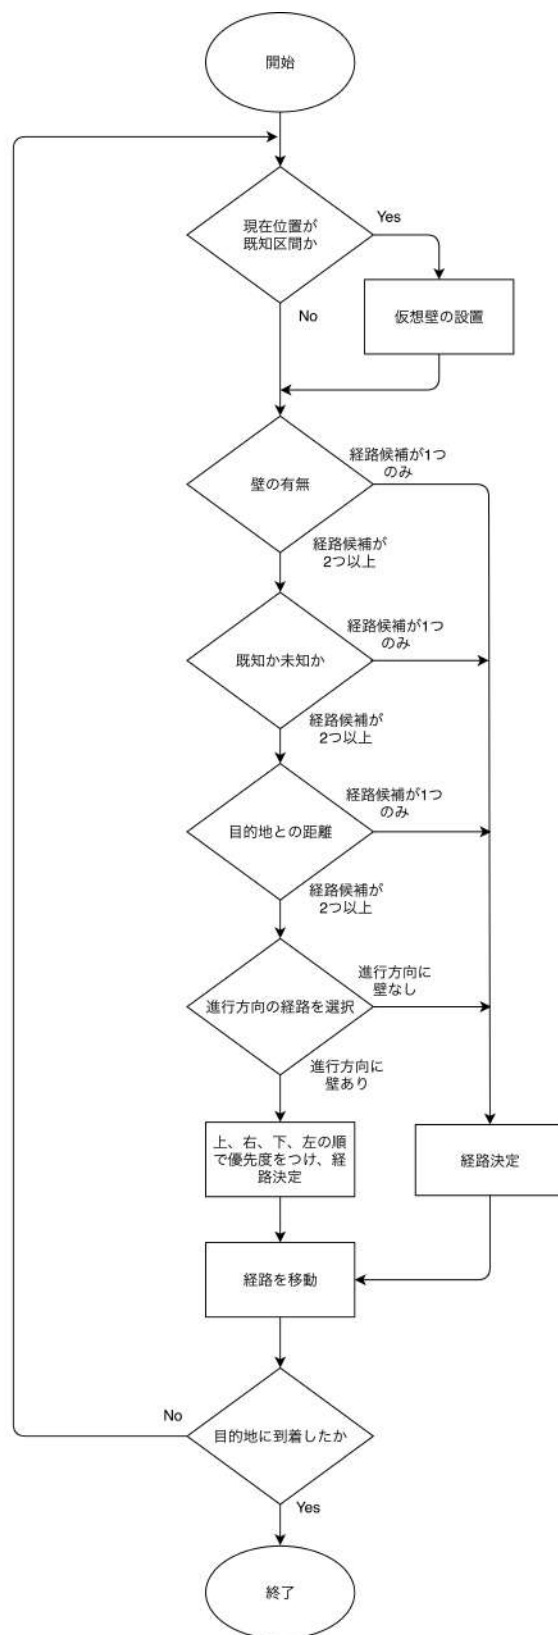 開始
現在位置が
既知区間か
Yes
仮想壁の設置
No
壁の有無
経路候補が1つ
のみ
経路候補が
2つ以上
既知か未知か
経路候補が1つ
のみ
経路候補が
2つ以上
目的地との距離
経路候補が1つ
のみ
経路候補が
2つ以上
進行方向の経路を選択
進行方向に
壁なし
進行方向に
壁あり
上、右、下、左の順
で優先度をつけ、経
路決定
経路決定
経路を移動
目的地に到着したか
No
Yes
終了